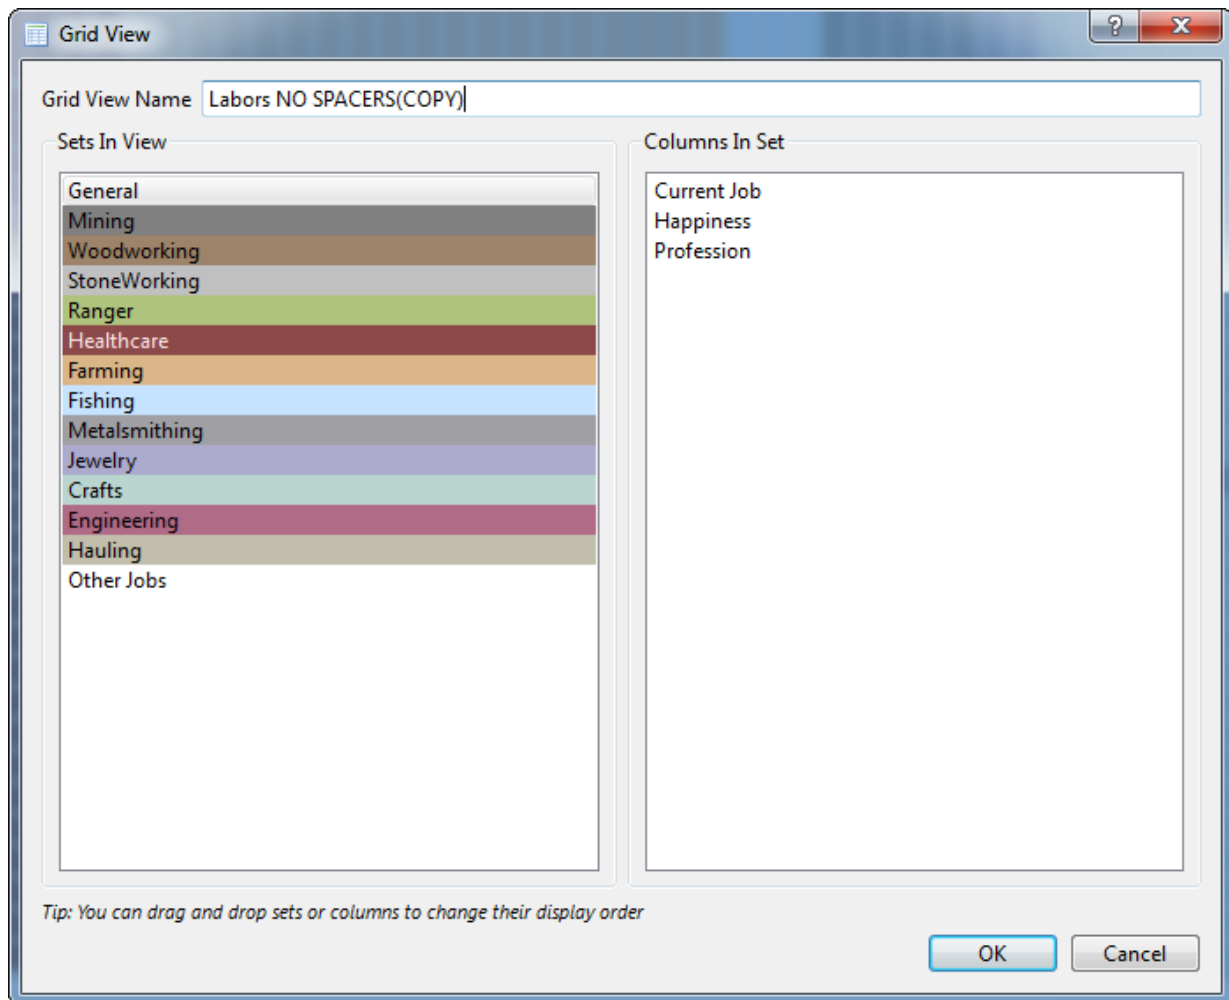 Grid View
Grid View Name Labors NO SPACERS(COPY)
Sets In View
General
Mining
Woodworking
StoneWorking
Ranger
Healthcare
Farming
Fishing
Metalsmithing
Jewelry
Crafts
Engineering
Hauling
Other Jobs
Columns In Set
Current Job
Happiness
Profession
Tip: You can drag and drop sets or columns to change their display order
OK Cancel